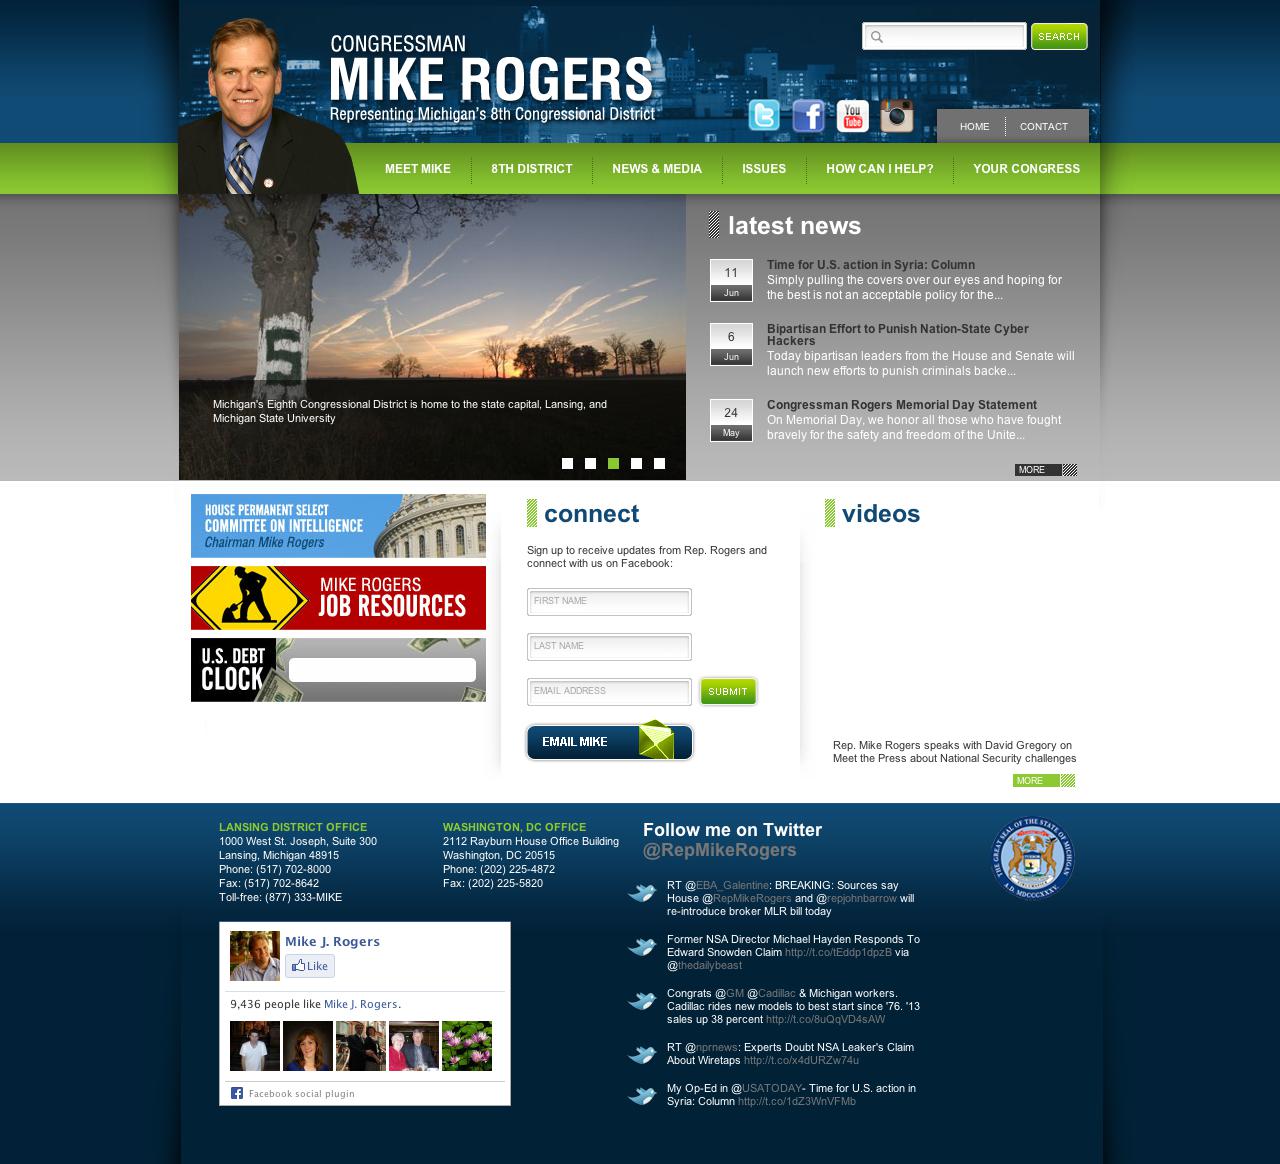 CONGRESSMAN
MIKE ROGERS
Representing Michigan's 8th Congressional District
SEARCH
You
Tube
HOME
CONTACT
MEET MIKE
8TH DISTRICT
NEWS & MEDIA
ISSUES
HOW CAN I HELP?
YOUR CONGRESS
S
Michigan's Eighth Congressional District is home to the state capital, Lansing, and
Michigan State University
latest news
11
Jun
Time for U.S. action in Syria: Column
Simply pulling the covers over our eyes and hoping for
the best is not an acceptable policy for the...
6
Jun
Bipartisan Effort to Punish Nation-State Cyber
Hackers
Today bipartisan leaders from the House and Senate will
launch new efforts to punish criminals backe...
24
May
Congressman Rogers Memorial Day Statement
On Memorial Day, we honor all those who have fought
bravely for the safety and freedom of the Unite...
MORE
HOUSE PERMANENT SELECT
COMMITTEE ON INTELLIGENCE
Chairman Mike Rogers
MIKE ROGERS
JOB RESOURCES
U.S. DEBT
CLOCK
connect
Sign up to receive updates from Rep. Rogers and
connect with us on Facebook:
FIRST NAME
LAST NAME
EMAIL ADDRESS
SUBMIT
EMAIL MIKE
videos
Rep. Mike Rogers speaks with David Gregory on
Meet the Press about National Security challenges
MORE
LANSING DISTRICT OFFICE
1000 West St. Joseph, Suite 300
Lansing, Michigan 48915
Phone: (517) 702-8000
Fax: (517) 702-8642
Toll-free: (877) 333-MIKE
WASHINGTON, DC OFFICE
2112 Rayburn House Office Building
Washington, DC 20515
Phone: (202) 225-4872
Fax: (202) 225-5820
Mike J. Rogers
Like
9,436 people like Mike J. Rogers.
Facebook social plugin
Follow me on Twitter
@RepMikeRogers
RT @EBA_Galentine: BREAKING: Sources say
House @RepMikeRogers and @repjohnbarrow will
re-introduce broker MLR bill today
Former NSA Director Michael Hayden Responds To
Edward Snowden Claim http://t.co/tEddp1dpzB via
@thedailybeast
Congrats @GM @Cadillac & Michigan workers.
Cadillac rides new models to best start since '76. '13
sales up 38 percent http://t.co/8uQqVD4sAW
RT @nprnews: Experts Doubt NSA Leaker's Claim
About Wiretaps http://t.co/x4dURZw74u
My Op-Ed in @USATODAY- Time for U.S. action in
Syria: Column http://t.co/1dZ3WnVFMb
THE GREAT SEAL OF THE STATE OF MICHIGAN
A.D. MDCCCXXXV.